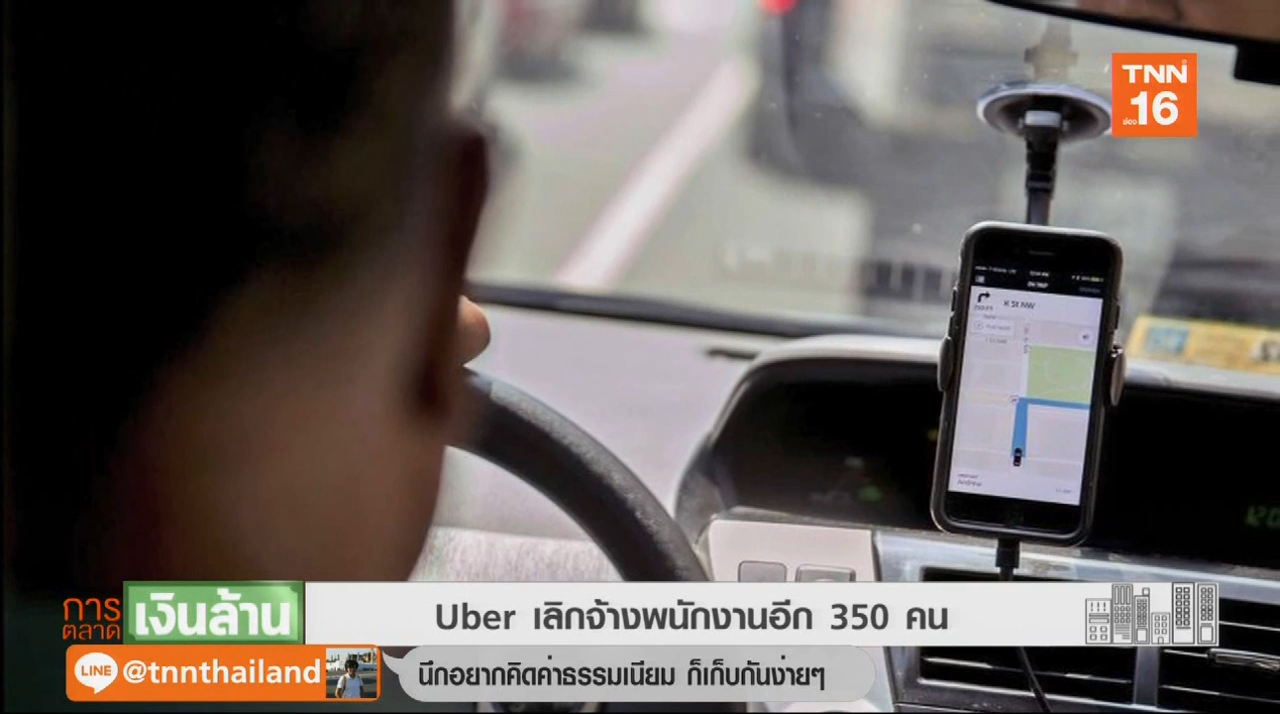 TNN
ช่อง 16
K St NW
การ
ตลาด
เงินล้าน
Uber เลิกจ้างพนักงานอีก 350 คน
LINE @tnnthailand
นึกอยากคิดค่าธรรมเนียม ก็เก็บกันง่ายๆ